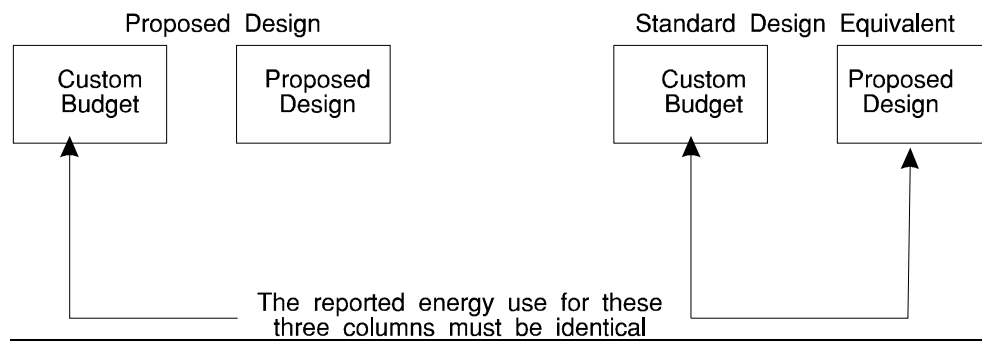 Proposed Design
Standard Design Equivalent
Custom
Budget
Proposed
Design
Custom
Budget
Proposed
Design
The reported energy use for these
three columns must be identical